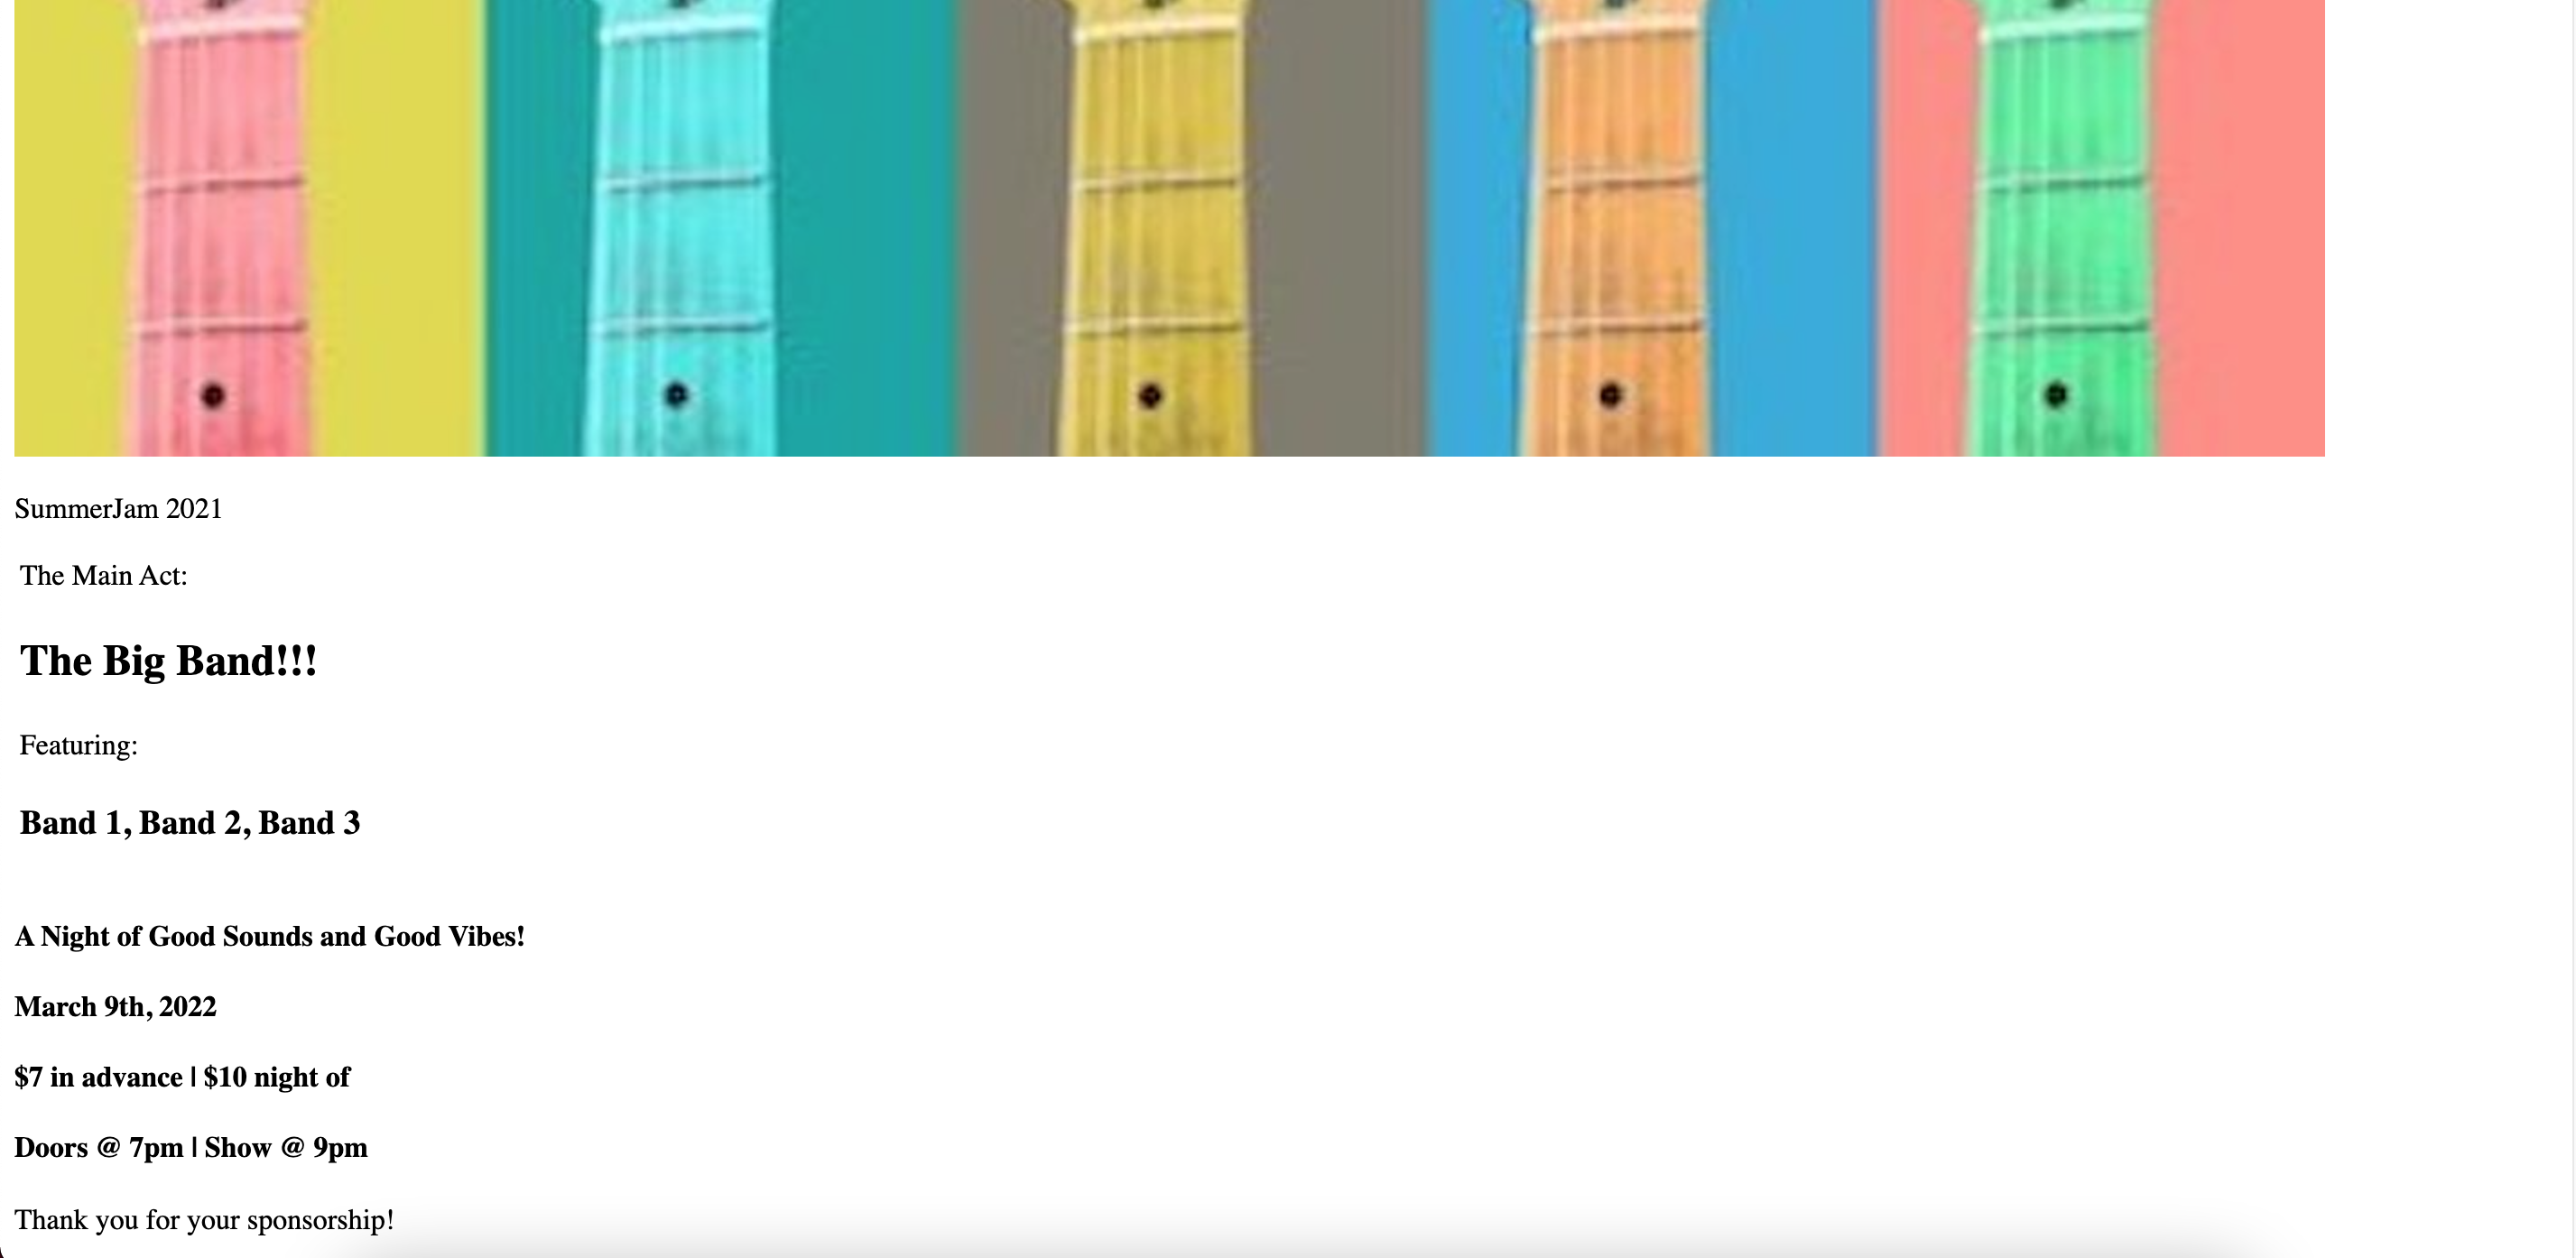 SummerJam 2021
The Main Act:
The Big Band!!!
Featuring:
Band 1, Band 2, Band 3
A Night of Good Sounds and Good Vibes!
March 9th, 2022
$7 in advance | $10 night of
Doors @ 7pm | Show @ 9pm
Thank you for your sponsorship!